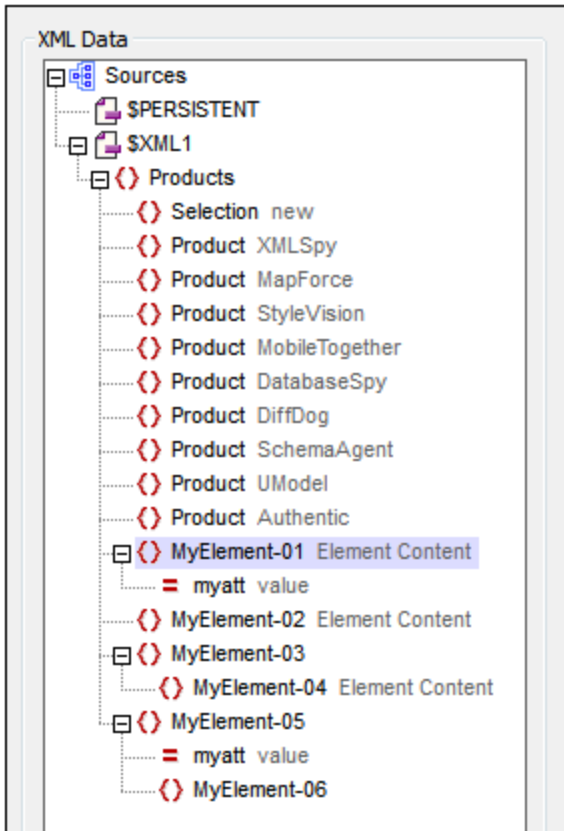 XML Data
Sources
$PERSISTENT
$XML1
Products
Selection new
Product XMLSpy
Product MapForce
Product StyleVision
Product MobileTogether
Product DatabaseSpy
Product DiffDog
Product SchemaAgent
Product UModel
Product Authentic
MyElement-01 Element Content
= myatt value
MyElement-02 Element Content
MyElement-03
MyElement-04 Element Content
MyElement-05
= myatt value
MyElement-06